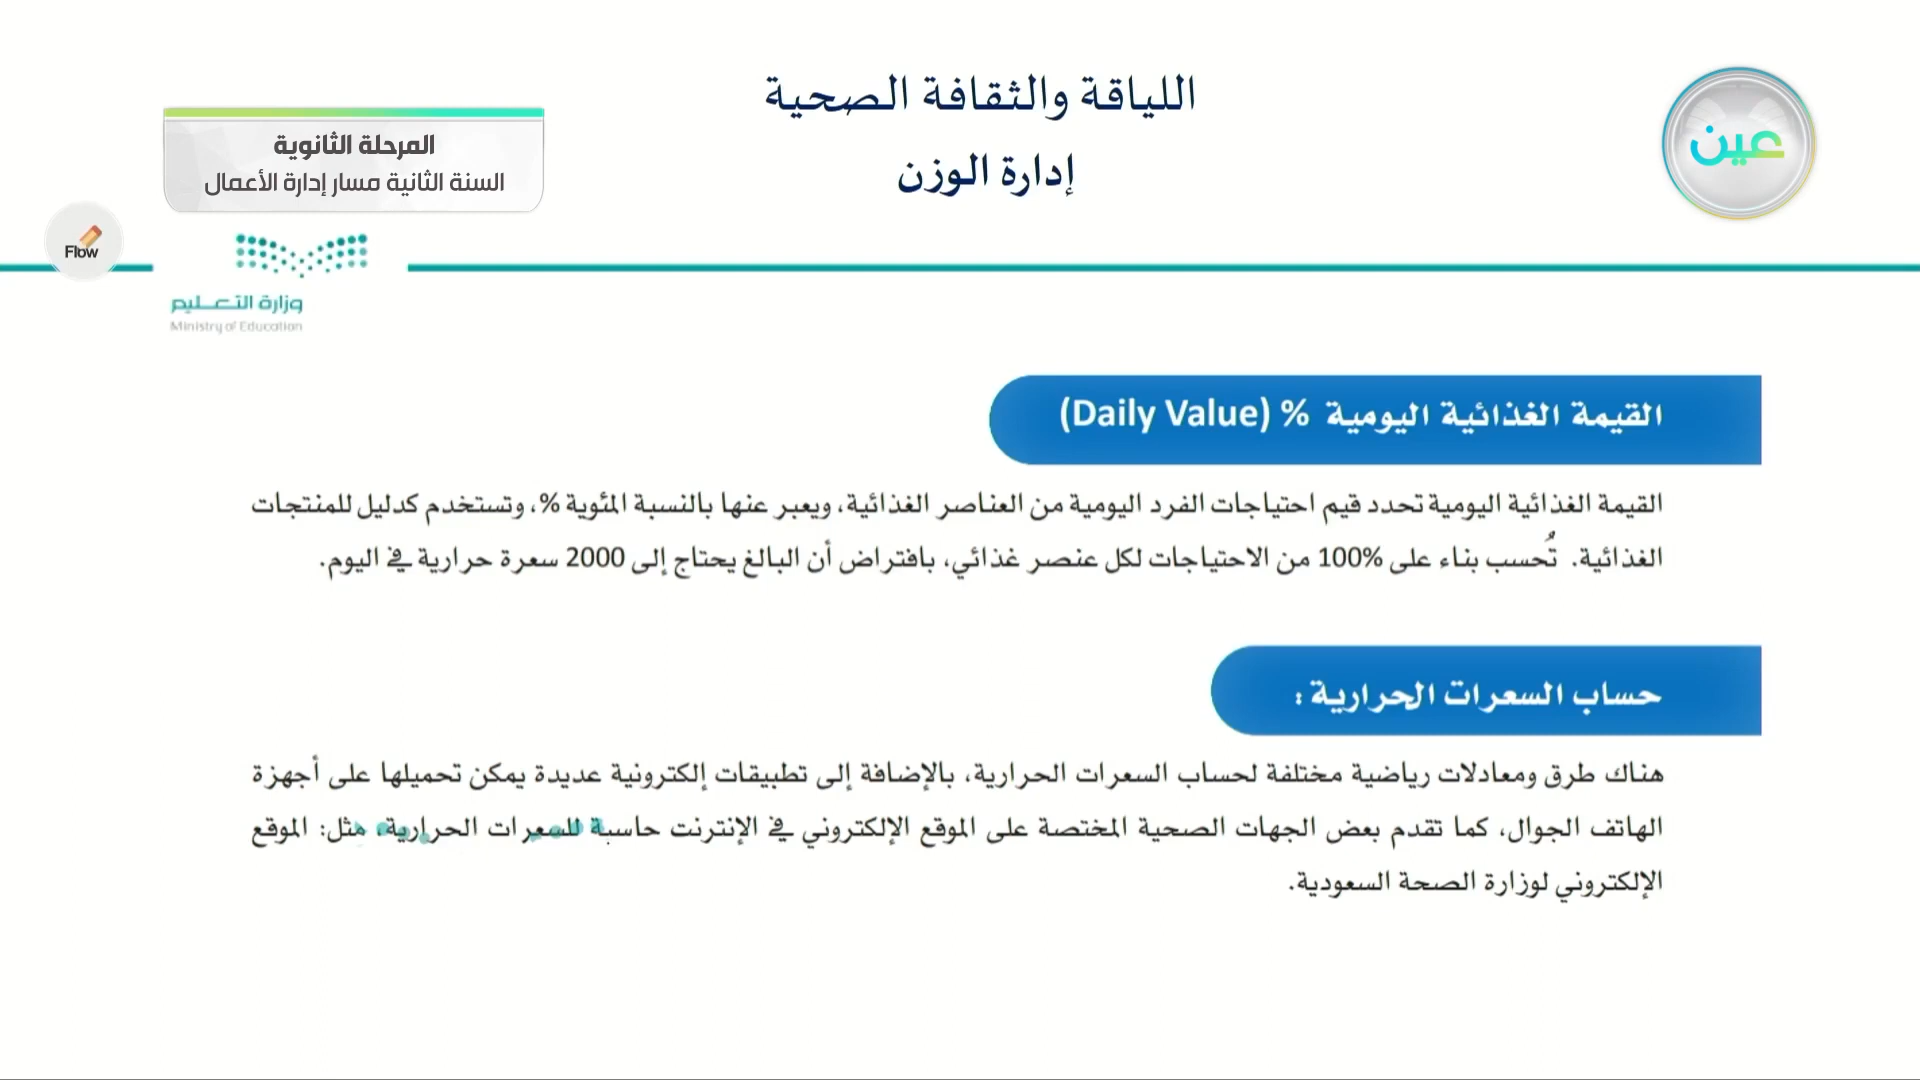 اللياقة والثقافة الصحية
إدارة الوزن
عين
المرحلة الثانوية
السنة الثانية مسار إدارة الأعمال
Flow
وزارة التعليم
Ministry of Education
القيمة الغذائية اليومية % (Daily Value)
القيمة الغذائية اليومية تحدد قيم احتياجات الفرد اليومية من العناصر الغذائية، ويعبر عنها بالنسبة المئوية %، وتستخدم كدليل للمنتجات
الغذائية. تُحسب بناء على 100% من الاحتياجات لكل عنصر غذائي، بافتراض أن البالغ يحتاج إلى 2000 سعرة حرارية في اليوم.
حساب السعرات الحرارية :
هناك طرق ومعادلات رياضية مختلفة لحساب السعرات الحرارية، بالإضافة إلى تطبيقات إلكترونية عديدة يمكن تحميلها على أجهزة
الهاتف الجوال، كما تقدم بعض الجهات الصحية المختصة على الموقع الإلكتروني في الإنترنت حاسبة للسعرات الحرارية، مثل: الموقع
الإلكتروني لوزارة الصحة السعودية.